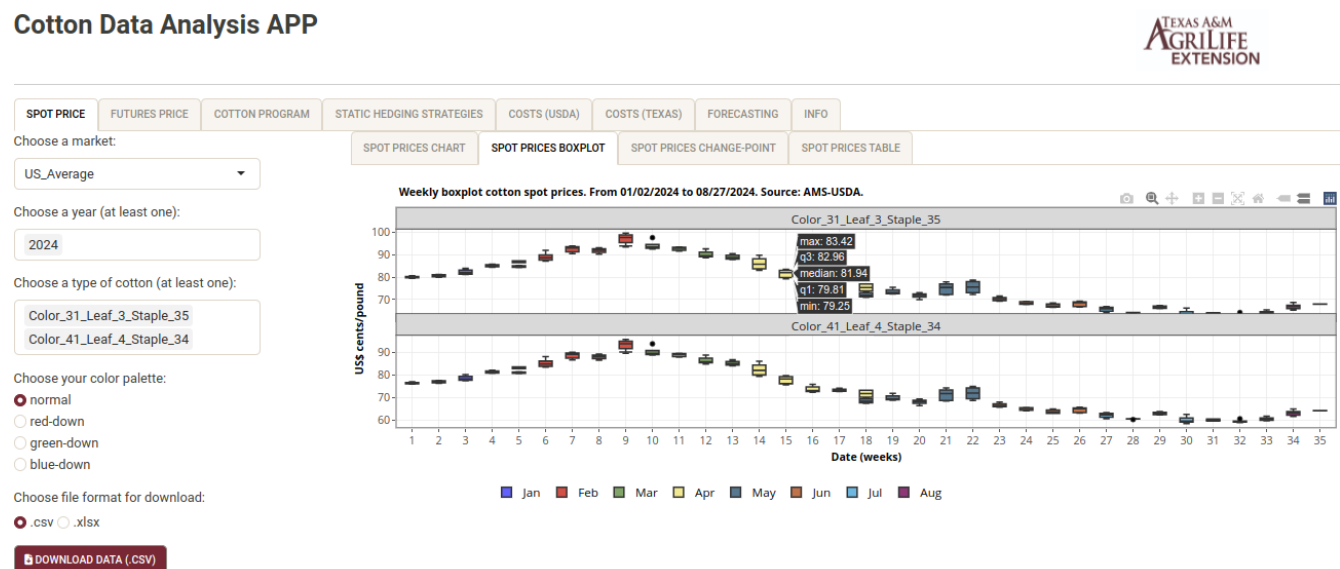 Cotton Data Analysis APP
TEXAS A&M
AGRILIFE
EXTENSION
SPOT PRICE FUTURES PRICE COTTON PROGRAM STATIC HEDGING STRATEGIES COSTS (USDA) COSTS (TEXAS) FORECASTING INFO
Choose a market:
US_Average
Choose a year (at least one):
2024
Choose a type of cotton (at least one):
Color_31_Leaf_3_Staple_35
Color_41_Leaf_4_Staple_34
Choose your color palette:
normal
red-down
green-down
blue-down
Choose file format for download:
.csv .xlsx
DOWNLOAD DATA (.CSV)
SPOT PRICES CHART SPOT PRICES BOXPLOT SPOT PRICES CHANGE-POINT SPOT PRICES TABLE
Weekly boxplot cotton spot prices. From 01/02/2024 to 08/27/2024. Source: AMS-USDA.
Color_31_Leaf_3_Staple_35
100
90
80
70
max: 83.42
q3: 82.96
median: 81.94
q1: 79.81
min: 79.25
US$ cents/pound
Color_41_Leaf_4_Staple_34
90
80
70
60
1 2 3 4 5 6 7 8 9 10 11 12 13 14 15 16 17 18 19 20 21 22 23 24 25 26 27 28 29 30 31 32 33 34 35
Date (weeks)
Jan Feb Mar Apr May Jun Jul Aug